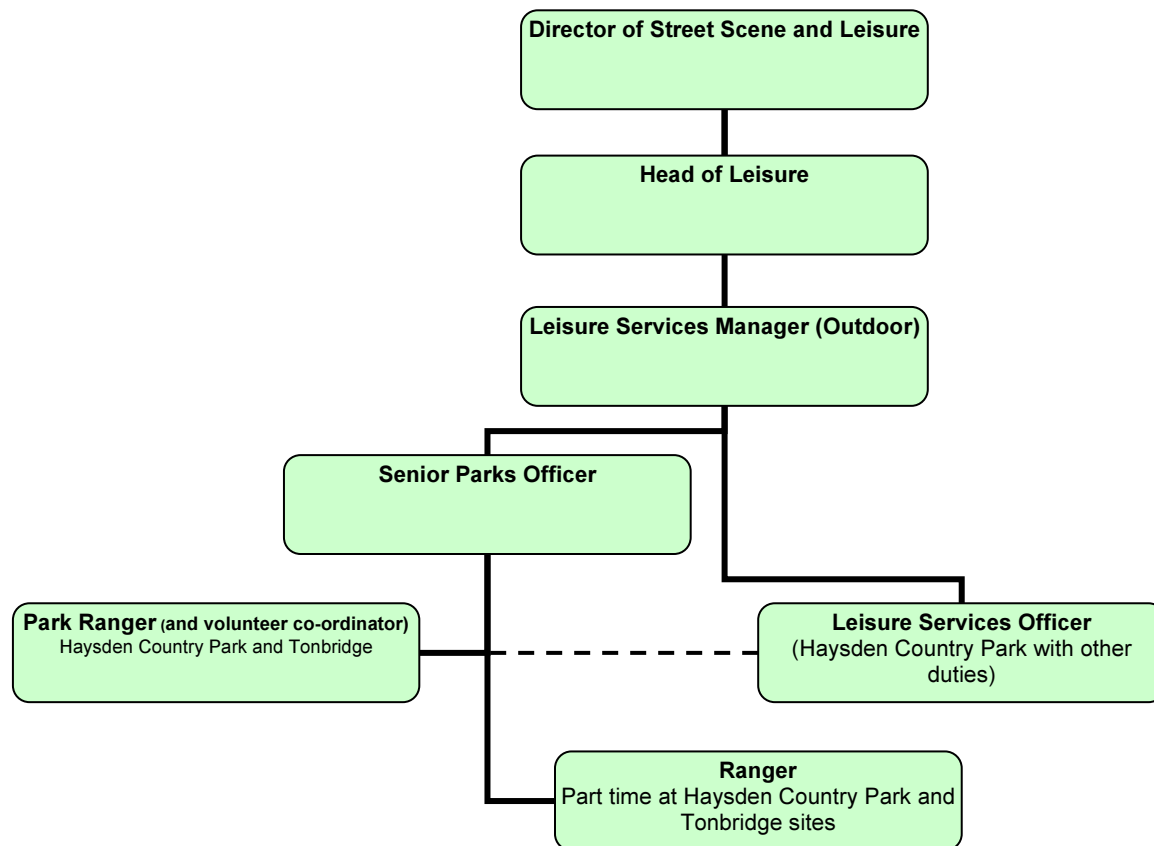 Director of Street Scene and Leisure
Head of Leisure
Leisure Services Manager (Outdoor)
Senior Parks Officer
Park Ranger (and volunteer co-ordinator)
Haysden Country Park and Tonbridge
Leisure Services Officer
(Haysden Country Park with other
duties)
Ranger
Part time at Haysden Country Park and
Tonbridge sites